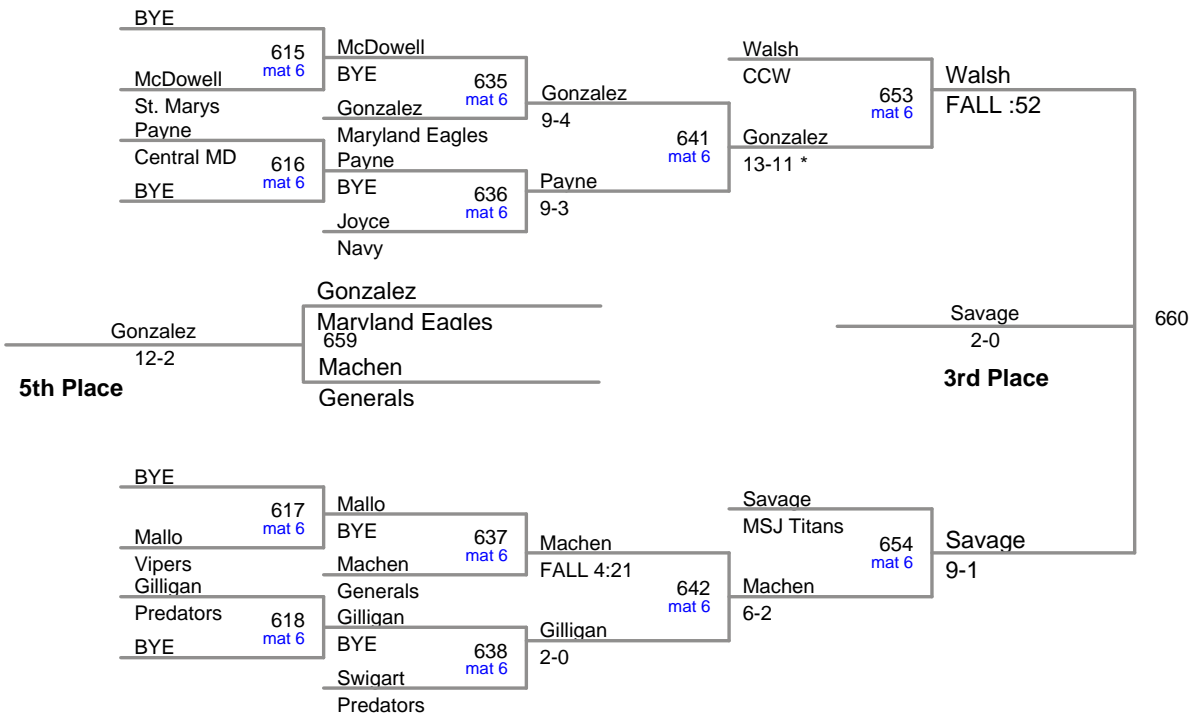 BYE
615
mat 6
McDowell
St. Marys
Payne
Central MD
616
mat 6
BYE
McDowell
BYE
635
mat 6
Gonzalez
Maryland Eagles
Payne
BYE
636
mat 6
Joyce
Navy
Gonzalez
9-4
641
mat 6
Payne
9-3
Walsh
CCW
653
mat 6
Gonzalez
13-11 *
Walsh
FALL :52
Gonzalez
12-2
5th Place
Gonzalez
Maryland Eagles
659
Machen
Generals
Savage
2-0
3rd Place
660
BYE
617
mat 6
Mallo
Vipers
Gilligan
Predators
618
mat 6
BYE
Mallo
BYE
637
mat 6
Machen
Generals
Gilligan
BYE
638
mat 6
Swigart
Predators
Machen
FALL 4:21
642
mat 6
Gilligan
2-0
Savage
MSJ Titans
654
mat 6
Machen
6-2
Savage
9-1